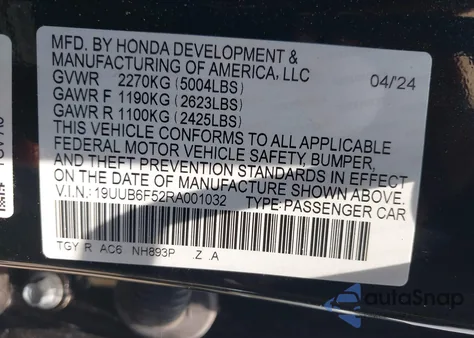 MFD. BY HONDA DEVELOPMENT &
MANUFACTURING OF AMERICA, LLC
GVWR 2270KG (5004LBS) 04/'24
GAWR F 1190KG (2623LBS)
GAWR R 1100KG (2425LBS)
THIS VEHICLE CONFORMS TO ALL APPLICABLE
FEDERAL MOTOR VEHICLE SAFETY, BUMPER,
AND THEFT PREVENTION STANDARDS IN EFFECT
ON THE DATE OF MANUFACTURE SHOWN ABOVE.
V.I.N.: 19UUB6F52RA001032 TYPE: PASSENGER CAR
TGY R AC6 NH893P Z A
autoSnap